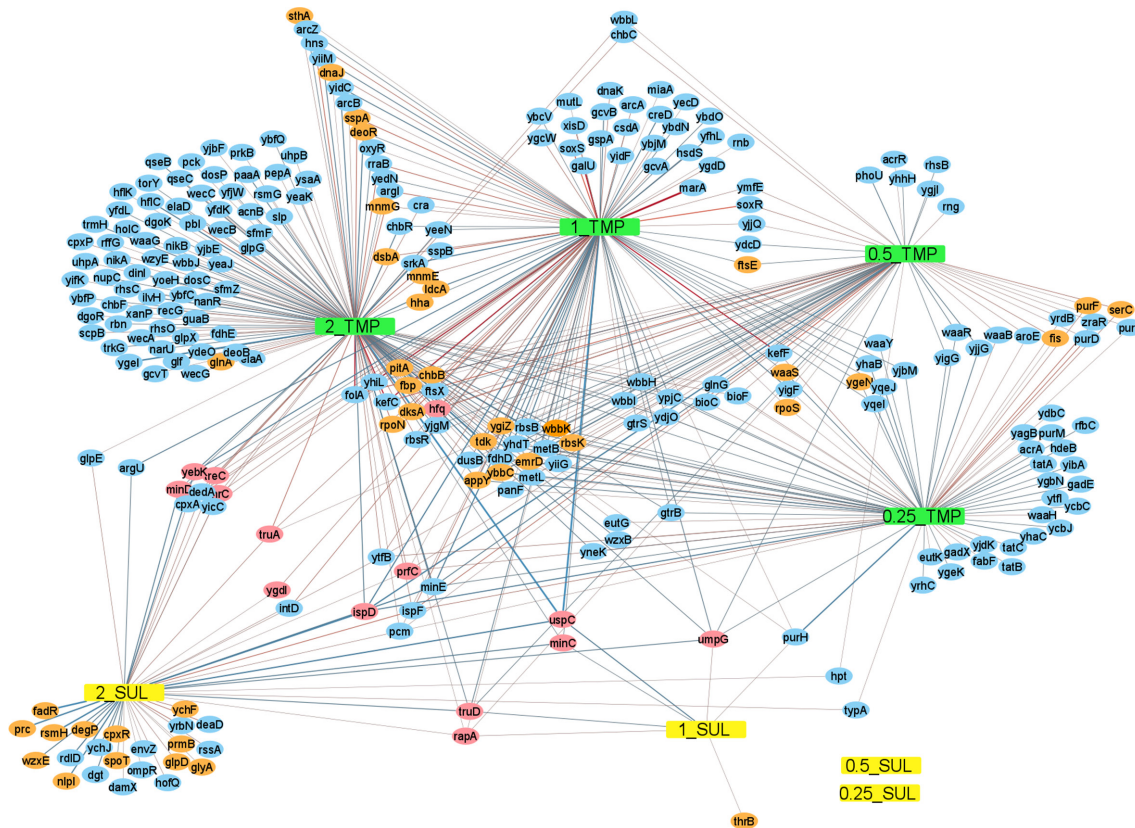 sthA
arcZ
hns
yiiM
dnaJ
yidC
arcB
sspA
deoR
oxyR
rraB
yedN
argI
mnmG
cra
chbR
yeeN
dsbA
sspB
srkA
mnmE
ldcA
hha
wbbL
chbC
dnaK
miaA
mutL
gcvB
arcA
yecD
ybcV
xisD
creD
ybdO
ygcW
gspA
csdA
ybdN
soxS
yidF
ybjM
yfhL
rnb
galU
gcvA
hsdS
ygdD
marA
ymfE
soxR
yjjQ
ydcD
ftsE
acrR
rhsB
phoU
yhhH
ygjI
rng
1_TMP
0.5_TMP
2_TMP
0.25_TMP
ybfQ
yjbF
prkB
uhpB
qseB
pck
qseC
dosP
paaA
pepA
ysaA
torY
wecC
yfjW
rsmG
yeaK
hflK
hflC
elaD
yfdK
acnB
slp
yfdL
dgoK
pbl
wecB
sfmF
trmH
holC
waaG
nikB
yjbE
glpG
cpxP
rffG
wzyE
wbbJ
yeaJ
uhpA
nikA
dinI
yoeH
dosC
sfmZ
yifK
nupC
rhsC
ilvH
ybfC
nanR
ybfP
chbF
xanP
recG
guaB
dgoR
rbn
rhsO
glpX
fdhE
scpB
wecA
narU
ydeO
deoB
trkG
glf
glnA
elaA
ygeI
gcvT
wecG
purF
serC
yrdB
zraR
pur
waaR
waaB
aroE
fis
purD
yigG
yjjG
waaY
yhaB
yjbM
ygeN
yqeJ
yqeI
kefF
waaS
yigF
rpoS
pitA
chbB
yhiL
fbp
ftsX
folA
kefC
dksA
hfq
rpoN
yjgM
rbsR
wbbH
ypjC
glnG
bioF
wbbI
bioC
gtrS
ydjO
ygiZ
rbsB
wbbK
tdk
yhdT
metB
rbsK
dusB
fdhD
emrD
yiiG
ybbC
metL
appY
panF
gtrB
eutG
wzxB
yneK
ydbC
rfbC
yagB
purM
acrA
hdeB
tatA
yibA
ygbN
gadE
ytfI
ycbC
waaH
ycbJ
yhaC
eutK
gadX
yjdK
tatC
ygeK
fabF
tatB
yrhC
glpE
argU
yebK
creC
minD
dedA
cpxA
yicC
truA
ytfB
prfC
ygdI
minE
intD
ispD
ispF
pcm
uspC
minC
umpG
purH
hpt
typA
truD
rapA
2_SUL
1_SUL
0.5_SUL
0.25_SUL
thrB
fadR
ychF
prc
rsmH
degP
cpxR
yrbN
deaD
ychJ
envZ
prmB
rssA
wzxE
rdlD
spoT
glpD
glyA
nlpI
dgt
ompR
hofQ
damX